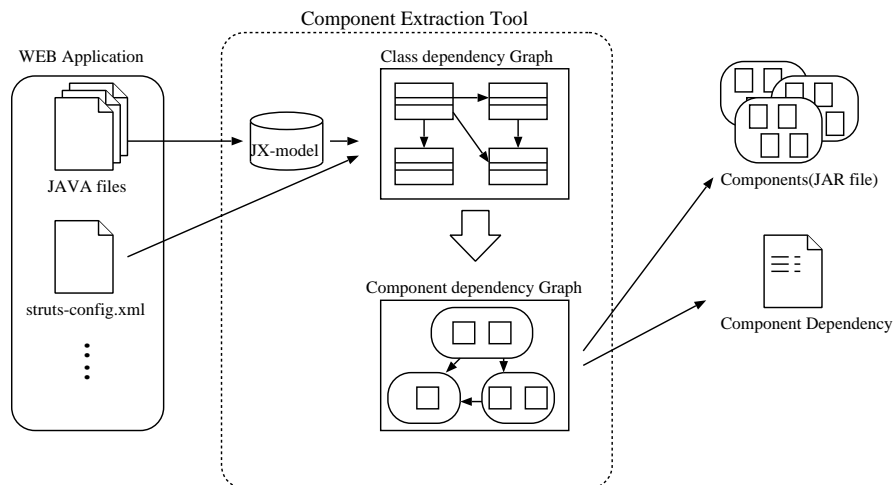 Component Extraction Tool
WEB Application
Class dependency Graph
JX-model
JAVA files
Components(JAR file)
struts-config.xml
Component dependency Graph
Component Dependency